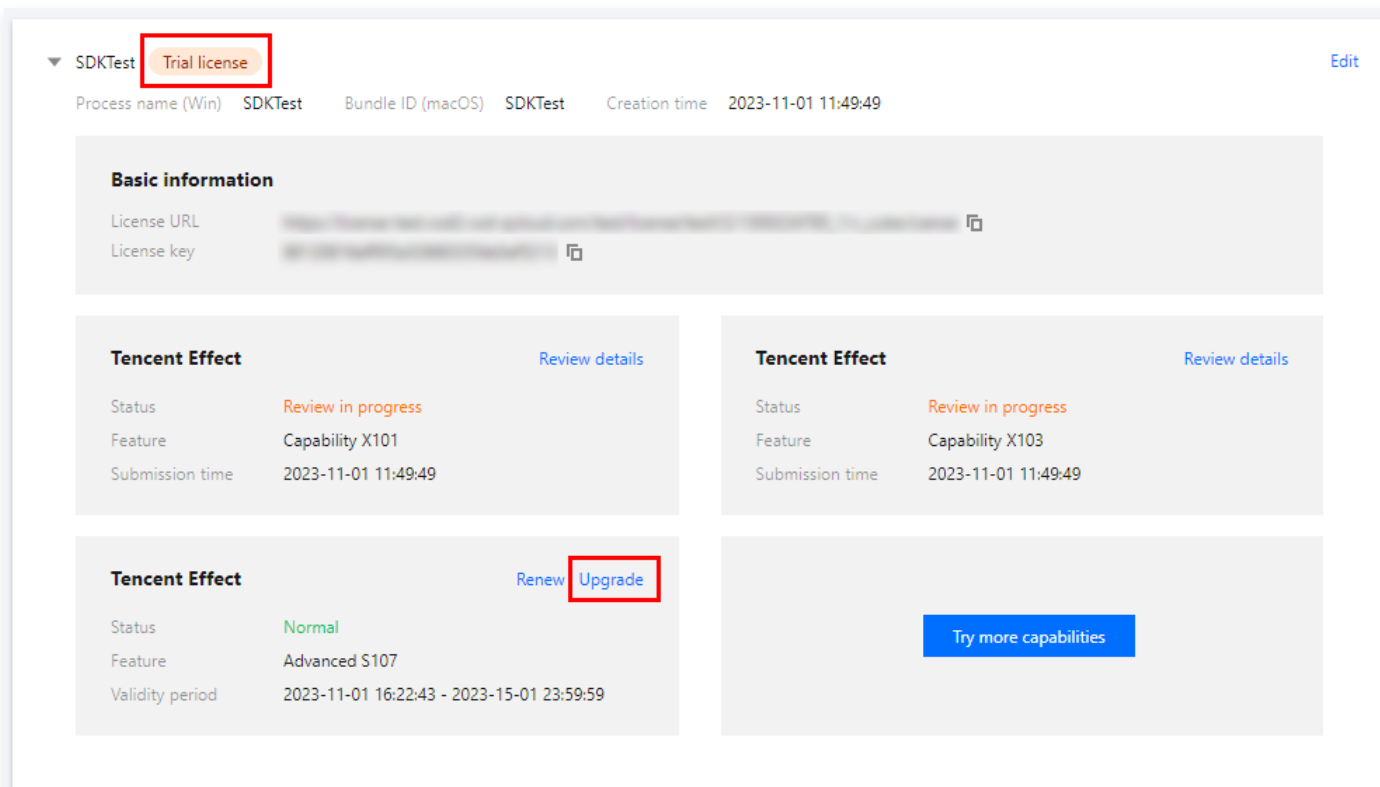 SDKTest Trial license Edit
Process name (Win) SDKTest Bundle ID (macOS) SDKTest Creation time 2023-11-01 11:49:49
Basic information
License URL
License key
Tencent Effect Review details
Status Review in progress
Feature Capability X101
Submission time 2023-11-01 11:49:49
Tencent Effect Review details
Status Review in progress
Feature Capability X103
Submission time 2023-11-01 11:49:49
Tencent Effect Renew Upgrade
Status Normal
Feature Advanced S107
Validity period 2023-11-01 16:22:43 - 2023-15-01 23:59:59
Try more capabilities